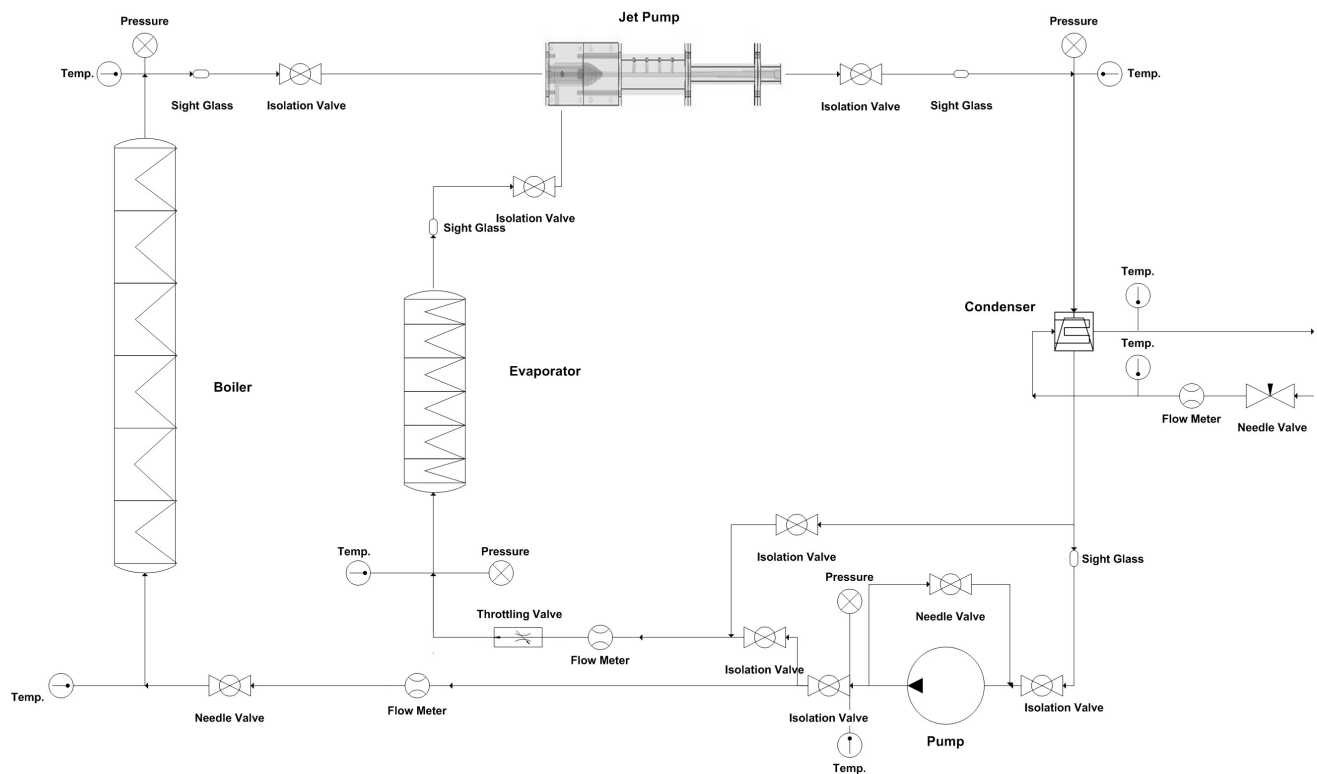 Jet Pump
Pressure
Pressure
Temp.
Temp.
Sight Glass
Isolation Valve
Isolation Valve
Sight Glass
Isolation Valve
Sight Glass
Temp.
Condenser
Temp.
Evaporator
Boiler
Flow Meter
Needle Valve
Temp.
Pressure
Isolation Valve
Sight Glass
Pressure
Throttling Valve
Needle Valve
Flow Meter
Isolation Valve
Temp.
Needle Valve
Flow Meter
Isolation Valve
Isolation Valve
Pump
Temp.